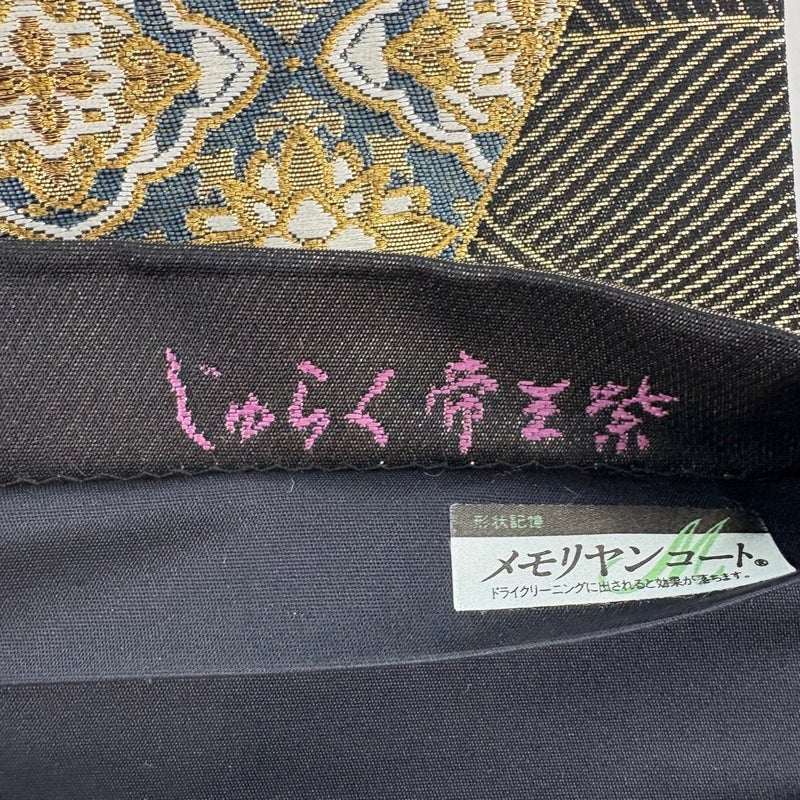 じゅらく帝王紫
形状記憶
メモリヤンコート®
ドライクリーニングに出されると効果が落ちます。